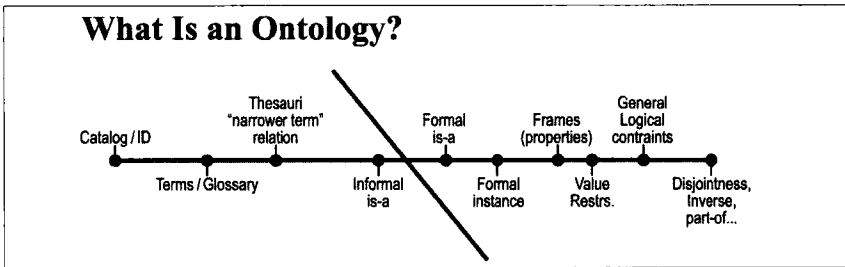 What Is an Ontology?
Catalog / ID
Terms / Glossary
Thesauri
"narrower term"
relation
Informal
is-a
Formal
is-a
Formal
instance
Frames
(properties)
Value
Restrs.
General
Logical
contraints
Disjointness,
Inverse,
part-of...